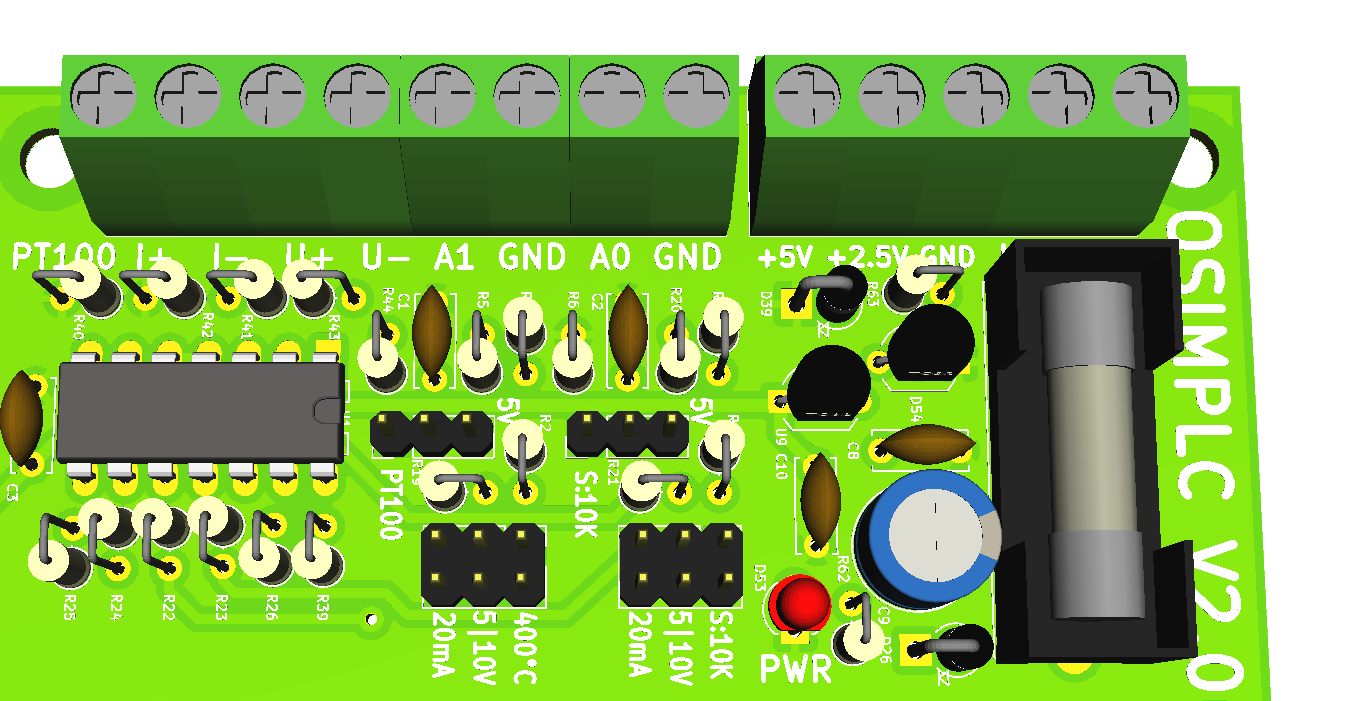 PT100 I+ I- U+ U- A1 GND A0 GND +5V +2.5V GND
OSIMPLC V2.0
R44
C1
R5
R6
C2
R20
D39
R63
R40
R42
R41
R43
5V
R2
5V
D54
U9
C10
C8
R19
PT100
R21
S:10K
C3
R25
R24
R22
R23
R26
R39
20mA
5|10V
400°C
20mA
5|10V
S:10K
D53
R62
C9
D26
PWR